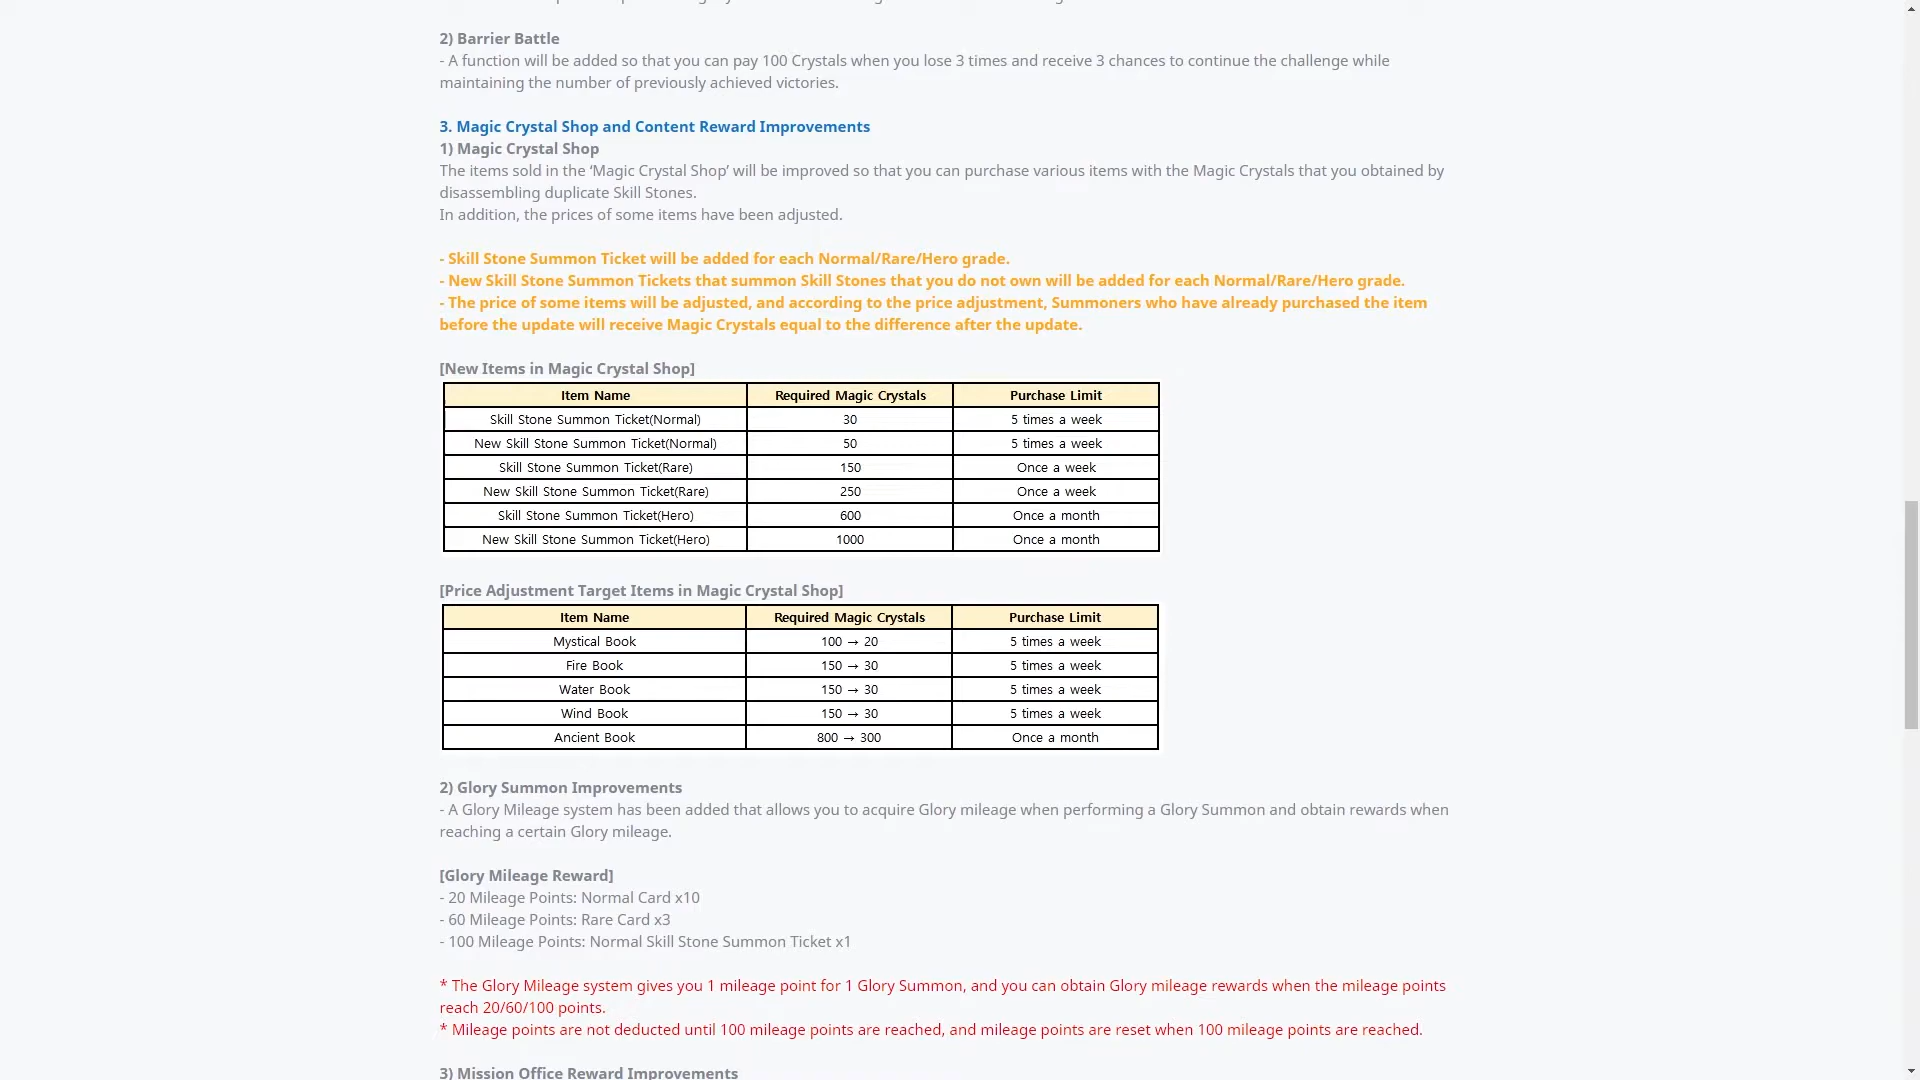 2) Barrier Battle
- A function will be added so that you can pay 100 Crystals when you lose 3 times and receive 3 chances to continue the challenge while
maintaining the number of previously achieved victories.
3. Magic Crystal Shop and Content Reward Improvements
1) Magic Crystal Shop
The items sold in the ‘Magic Crystal Shop’ will be improved so that you can purchase various items with the Magic Crystals that you obtained by
disassembling duplicate Skill Stones.
In addition, the prices of some items have been adjusted.
- Skill Stone Summon Ticket will be added for each Normal/Rare/Hero grade.
- New Skill Stone Summon Tickets that summon Skill Stones that you do not own will be added for each Normal/Rare/Hero grade.
- The price of some items will be adjusted, and according to the price adjustment, Summoners who have already purchased the item
before the update will receive Magic Crystals equal to the difference after the update.
[New Items in Magic Crystal Shop]
Item Name Required Magic Crystals Purchase Limit
Skill Stone Summon Ticket(Normal) 30 5 times a week
New Skill Stone Summon Ticket(Normal) 50 5 times a week
Skill Stone Summon Ticket(Rare) 150 Once a week
New Skill Stone Summon Ticket(Rare) 250 Once a week
Skill Stone Summon Ticket(Hero) 600 Once a month
New Skill Stone Summon Ticket(Hero) 1000 Once a month
[Price Adjustment Target Items in Magic Crystal Shop]
Item Name Required Magic Crystals Purchase Limit
Mystical Book 100 → 20 5 times a week
Fire Book 150 → 30 5 times a week
Water Book 150 → 30 5 times a week
Wind Book 150 → 30 5 times a week
Ancient Book 800 → 300 Once a month
2) Glory Summon Improvements
- A Glory Mileage system has been added that allows you to acquire Glory mileage when performing a Glory Summon and obtain rewards when
reaching a certain Glory mileage.
[Glory Mileage Reward]
- 20 Mileage Points: Normal Card x10
- 60 Mileage Points: Rare Card x3
- 100 Mileage Points: Normal Skill Stone Summon Ticket x1
* The Glory Mileage system gives you 1 mileage point for 1 Glory Summon, and you can obtain Glory mileage rewards when the mileage points
reach 20/60/100 points.
* Mileage points are not deducted until 100 mileage points are reached, and mileage points are reset when 100 mileage points are reached.
3) Mission Office Reward Improvements